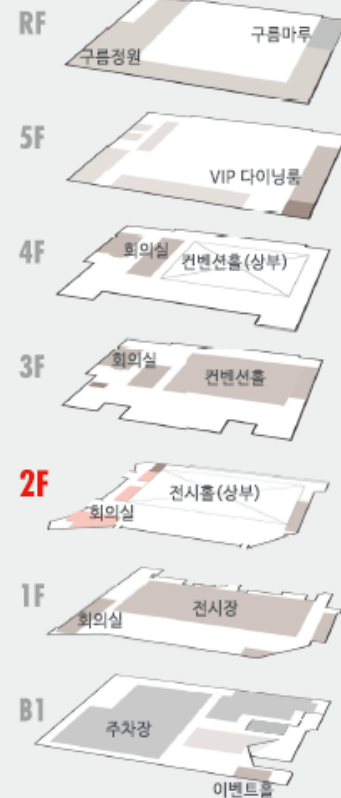 RF
구름마루
구름정원
5F
VIP 다이닝룸
4F
회의실
컨벤션홀(상부)
3F
회의실
컨벤션홀
2F
전시홀(상부)
회의실
1F
전시장
회의실
B1
주차장
이벤트홀